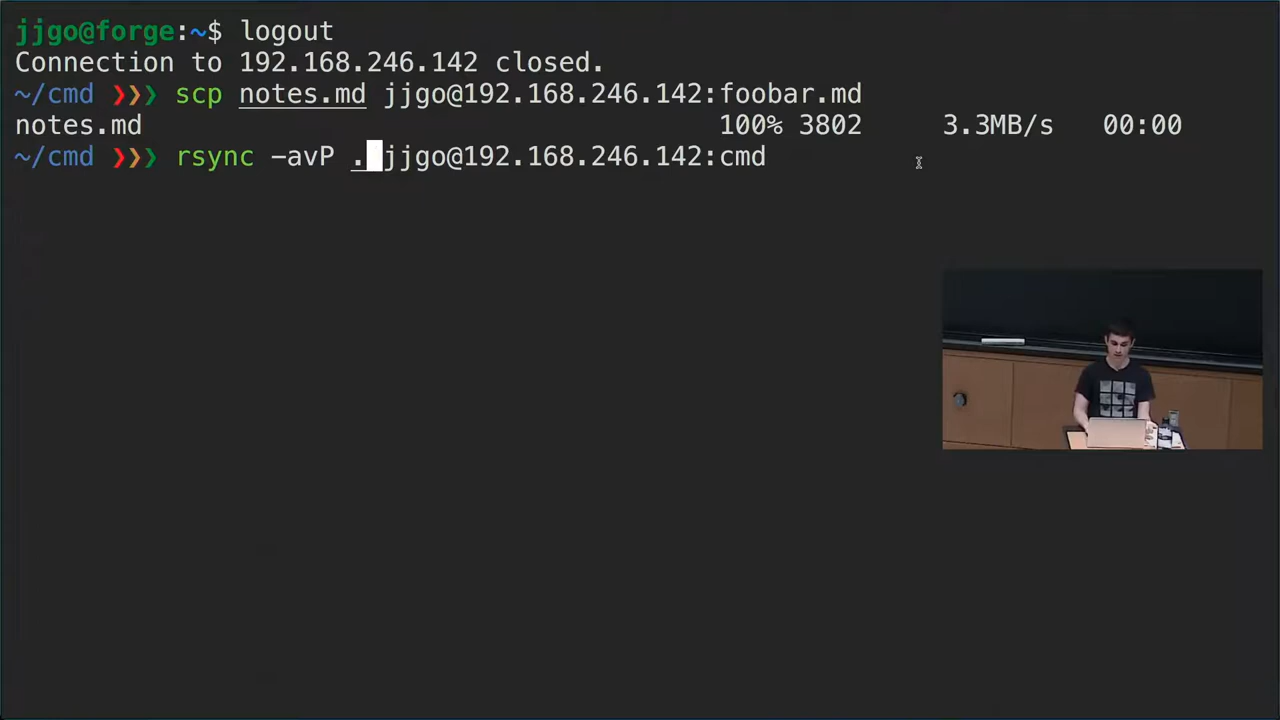 jjgo@forge:~$ logout
Connection to 192.168.246.142 closed.
~/cmd ❯❯❯ scp notes.md jjgo@192.168.246.142:foobar.md
notes.md 100% 3802 3.3MB/s 00:00
~/cmd ❯❯❯ rsync -avP . jjgo@192.168.246.142:cmd